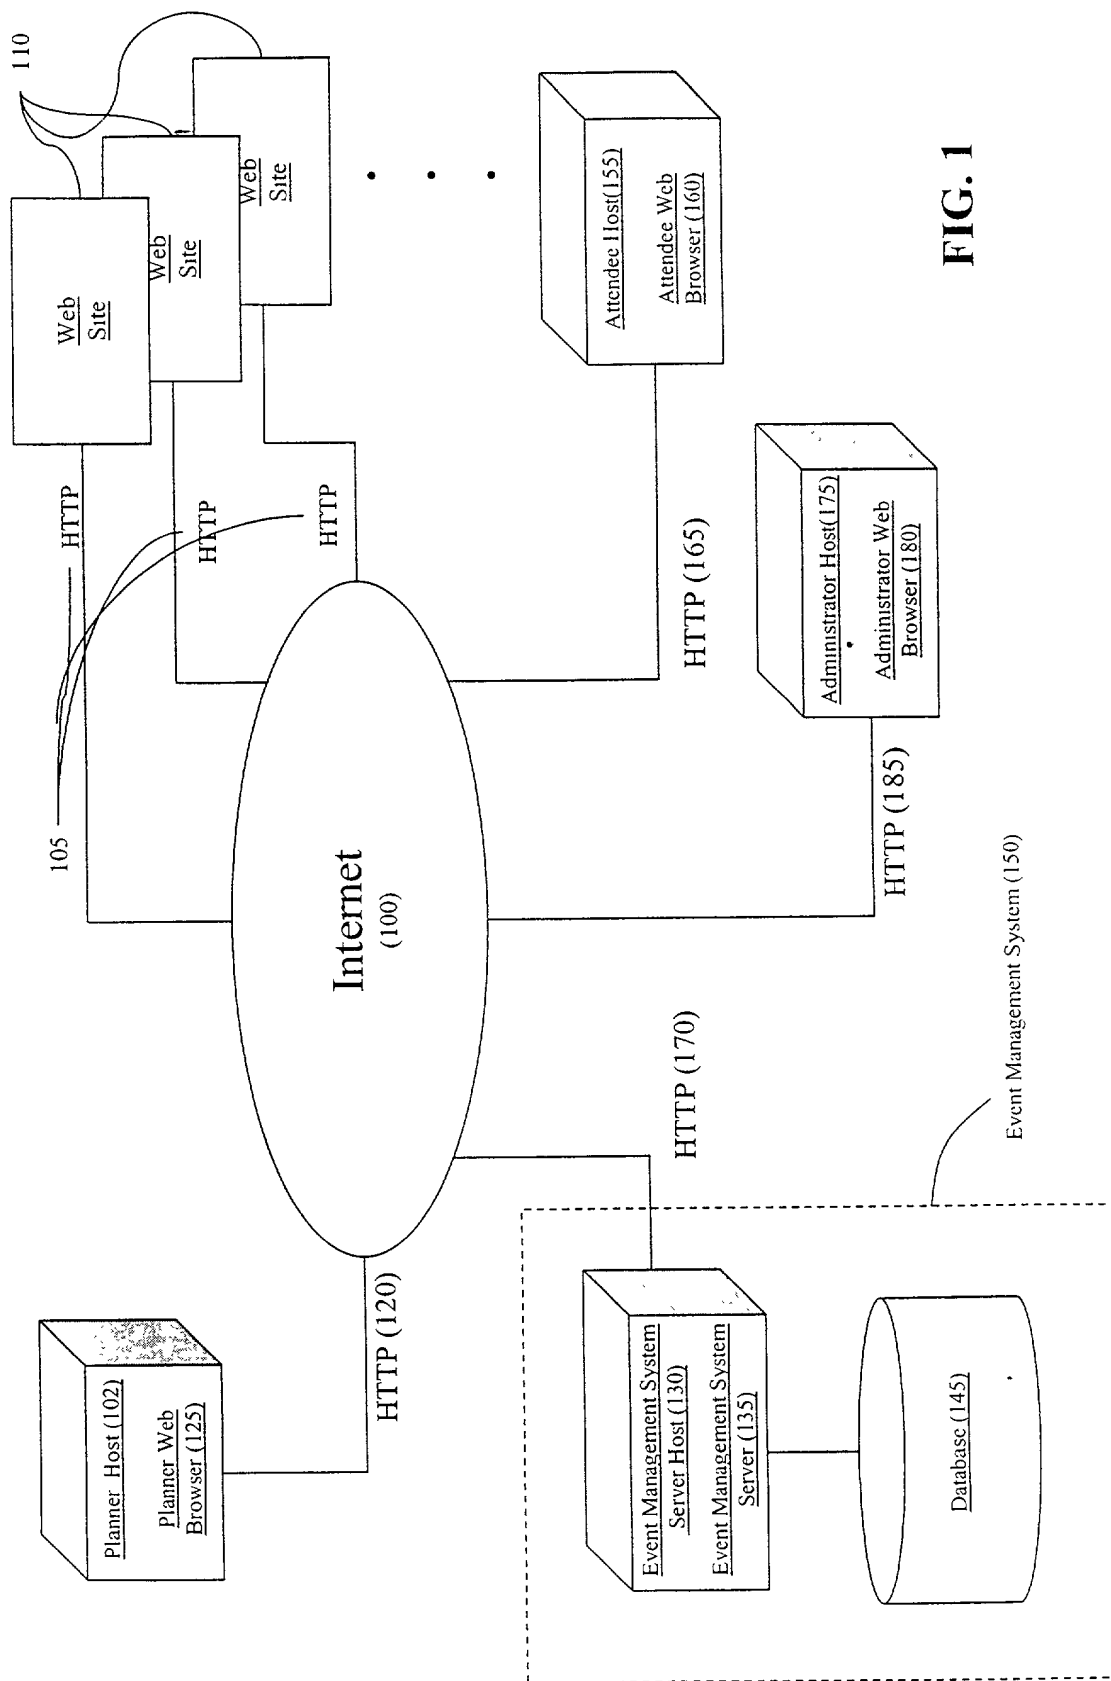 110
Web
Site
Web
Site
Web
Site
HTTP
HTTP
HTTP
105
Planner Host (102)
Planner Web
Browser (125)
HTTP (120)
Internet
(100)
Attendee Host(155)
Attendee Web
Browser (160)
HTTP (165)
Administrator Host(175)
Administrator Web
Browser (180)
HTTP (185)
HTTP (170)
Event Management System
Server Host (130)
Event Management System
Server (135)
Database (145)
Event Management System (150)
FIG. 1